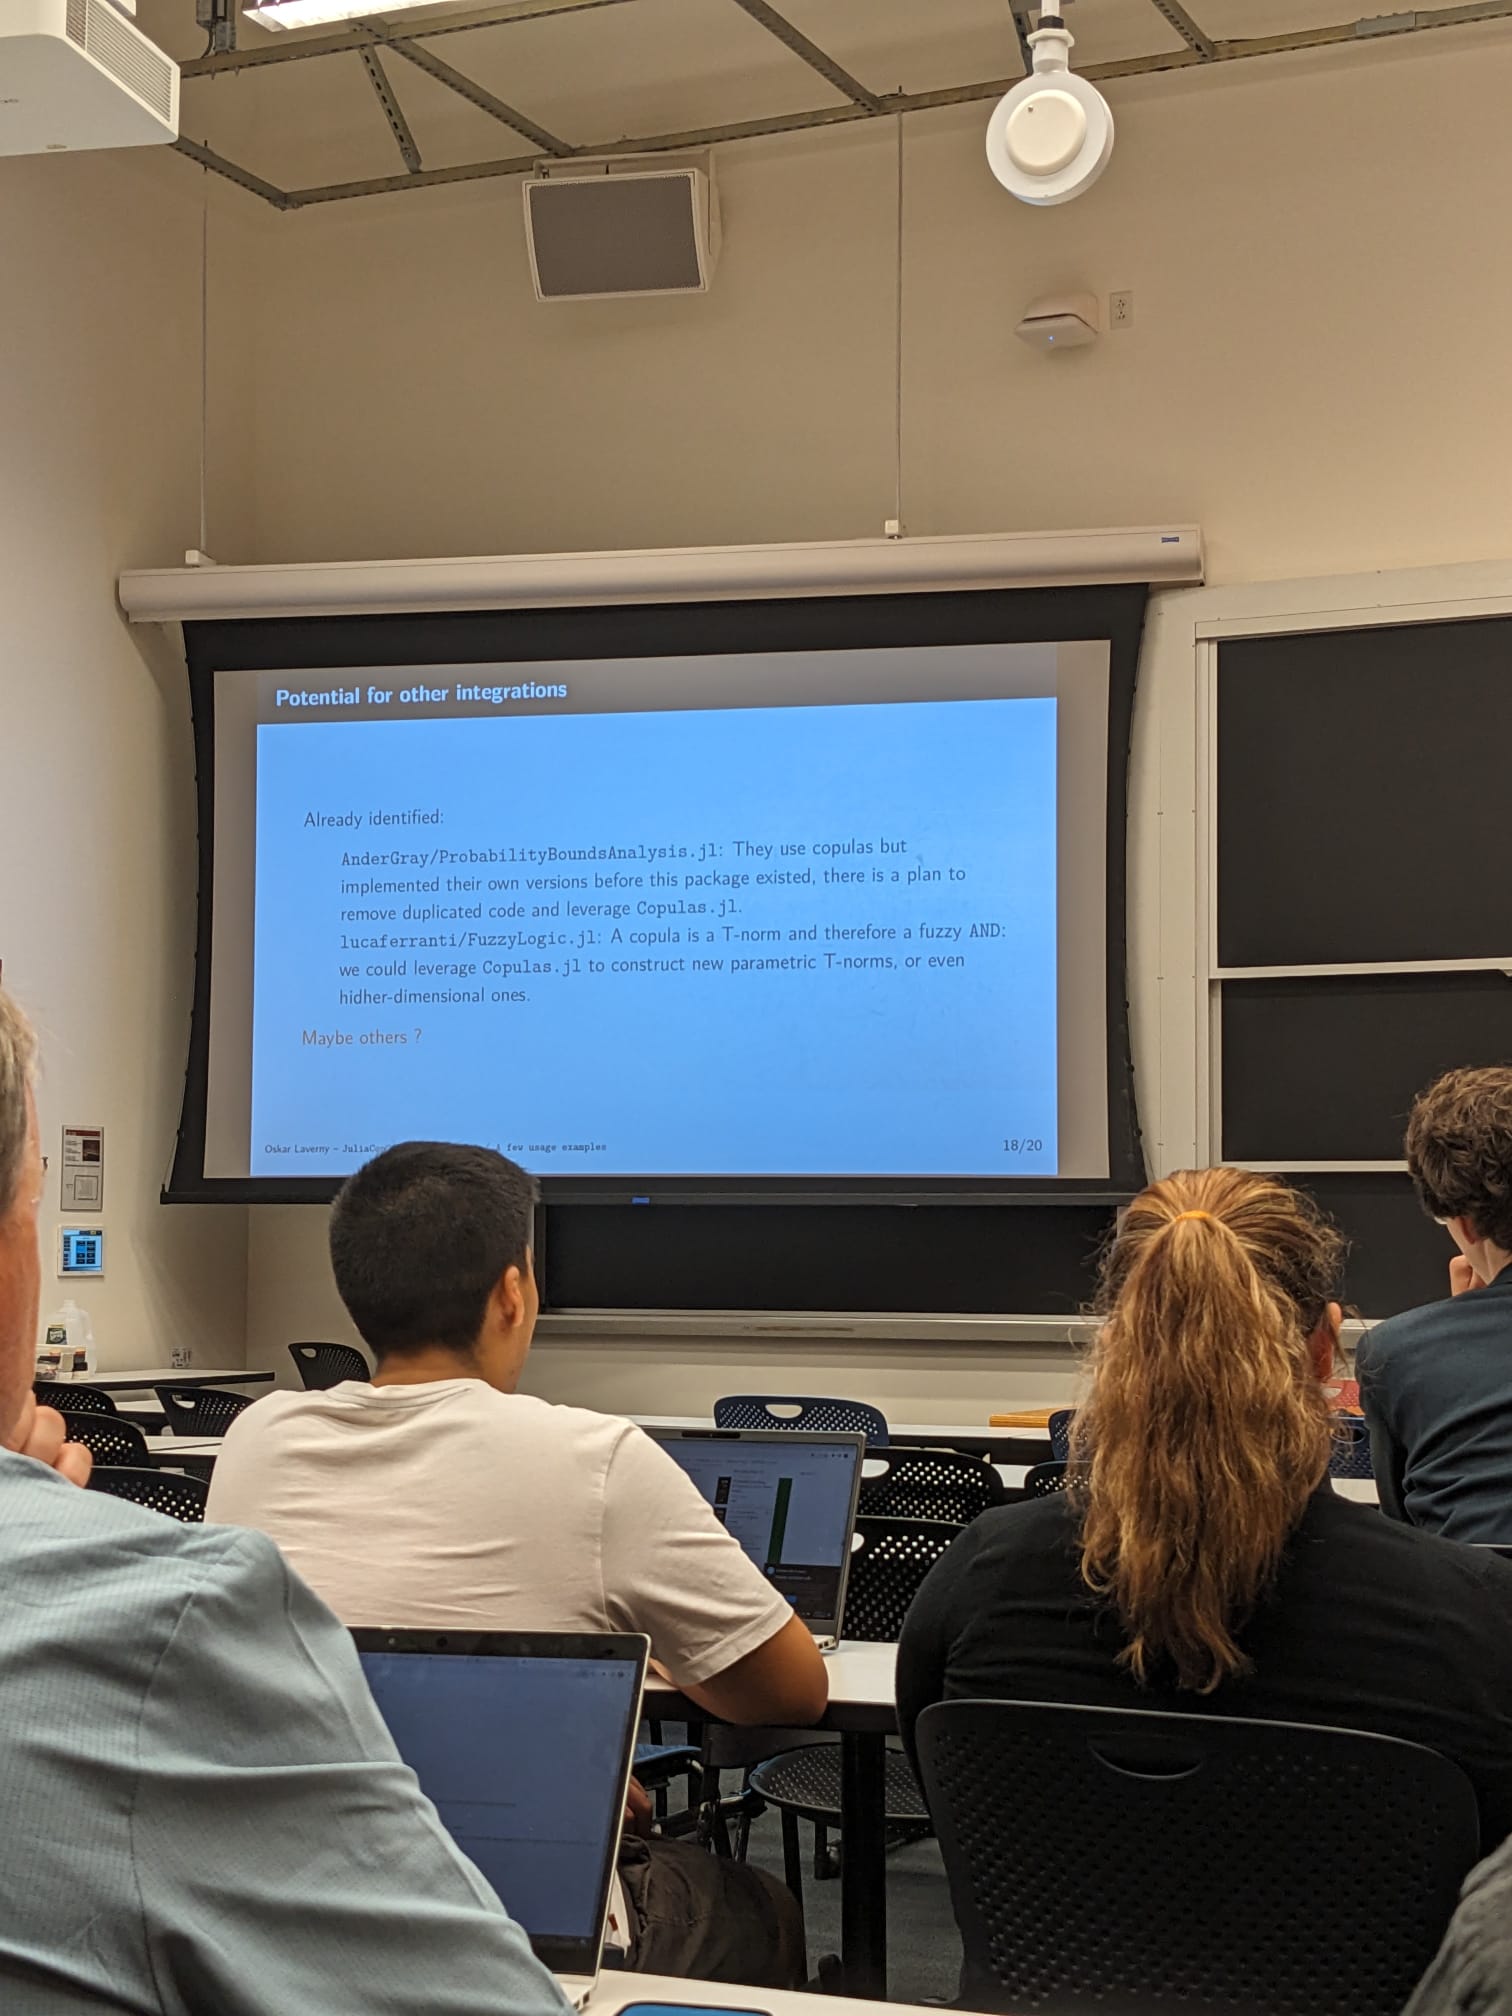 Potential for other integrations
Already identified:
AnderGray/ProbabilityBoundsAnalysis.jl: They use copulas but
implemented their own versions before this package existed, there is a plan to
remove duplicated code and leverage Copulas.jl.
lucaferranti/FuzzyLogic.jl: A copula is a T-norm and therefore a fuzzy AND:
we could leverage Copulas.jl to construct new parametric T-norms, or even
hidher-dimensional ones.
Maybe others ?
Oskar Laverny – few usage examples 18/20